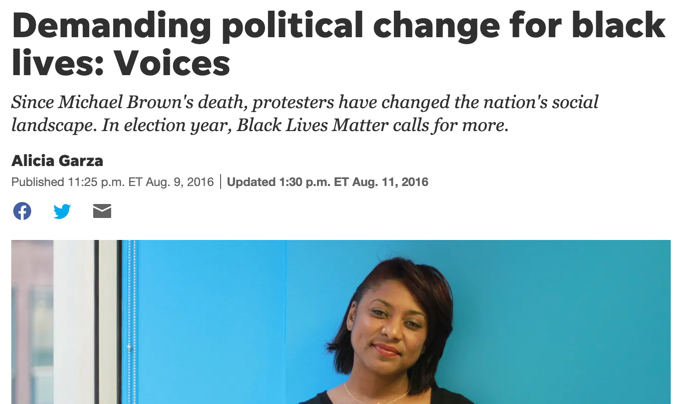 Demanding political change for black
lives: Voices
Since Michael Brown's death, protesters have changed the nation's social
landscape. In election year, Black Lives Matter calls for more.
Alicia Garza
Published 11:25 p.m. ET Aug. 9, 2016 | Updated 1:30 p.m. ET Aug. 11, 2016